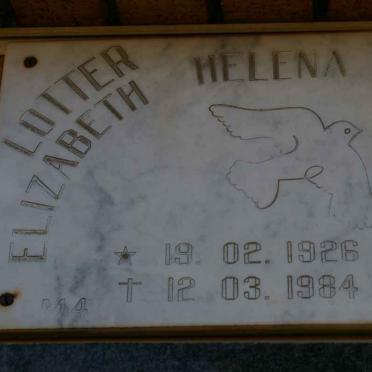 LOTTER
HELENA
ELIZABETH
* 19. 02. 1926
† 12. 03. 1984